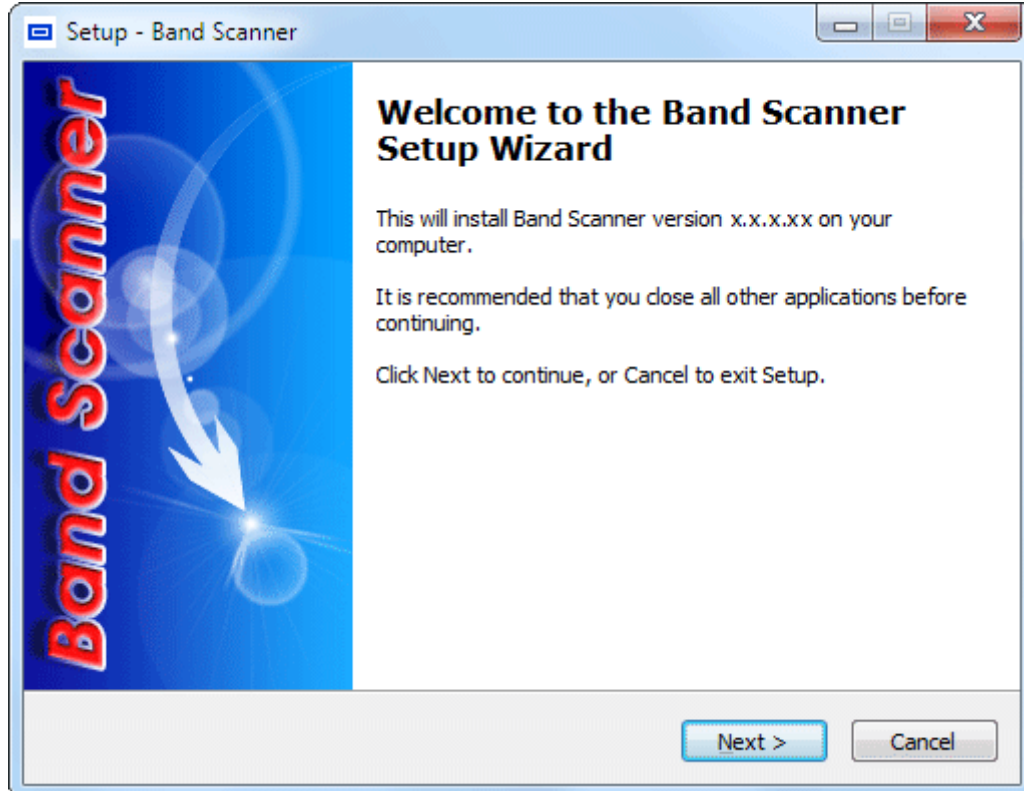 Setup - Band Scanner
Band Scanner
Welcome to the Band Scanner
Setup Wizard
This will install Band Scanner version x.x.x.xx on your
computer.
It is recommended that you close all other applications before
continuing.
Click Next to continue, or Cancel to exit Setup.
Next >
Cancel